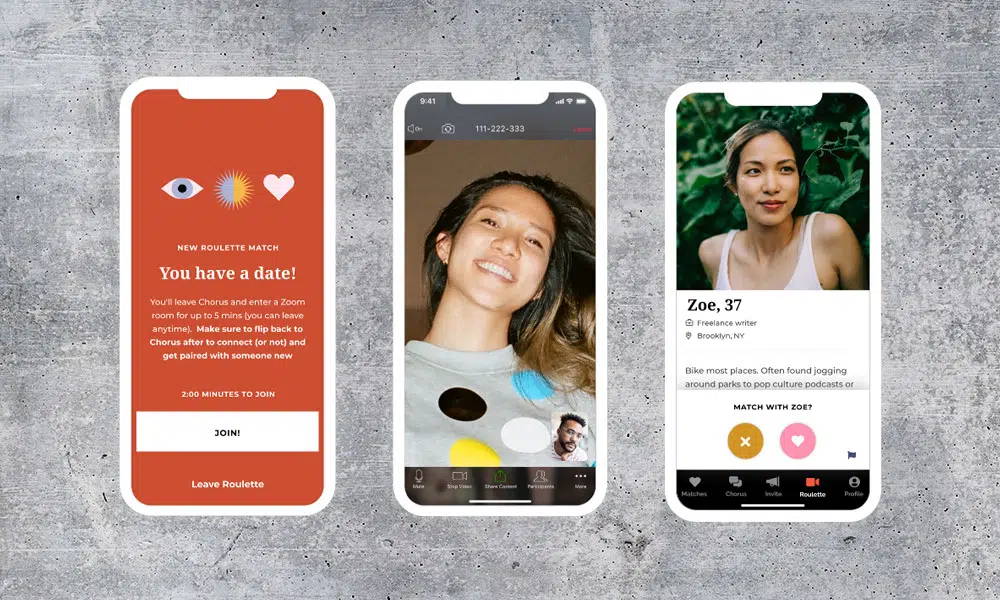 NEW ROULETTE MATCH
You have a date!
You'll leave Chorus and enter a Zoom
room for up to 5 mins (you can leave
anytime). Make sure to flip back to
Chorus after to connect (or not) and
get paired with someone new
2:00 MINUTES TO JOIN
JOIN!
Leave Roulette
9:41
On
111-222-333
Mute
Stop Video
Share Content
Participants
More
Zoe, 37
Freelance writer
Brooklyn, NY
Bike most places. Often found jogging
around parks to pop culture podcasts or
MATCH WITH ZOE?
Matches
Chorus
Invite
Roulette
Profile